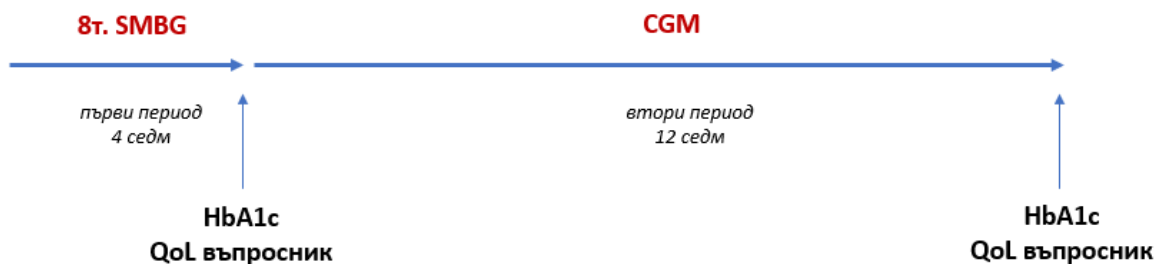 8т. SMBG
CGM
първи период
4 седм
втори период
12 седм
HbA1c
QoL въпросник
HbA1c
QoL въпросник